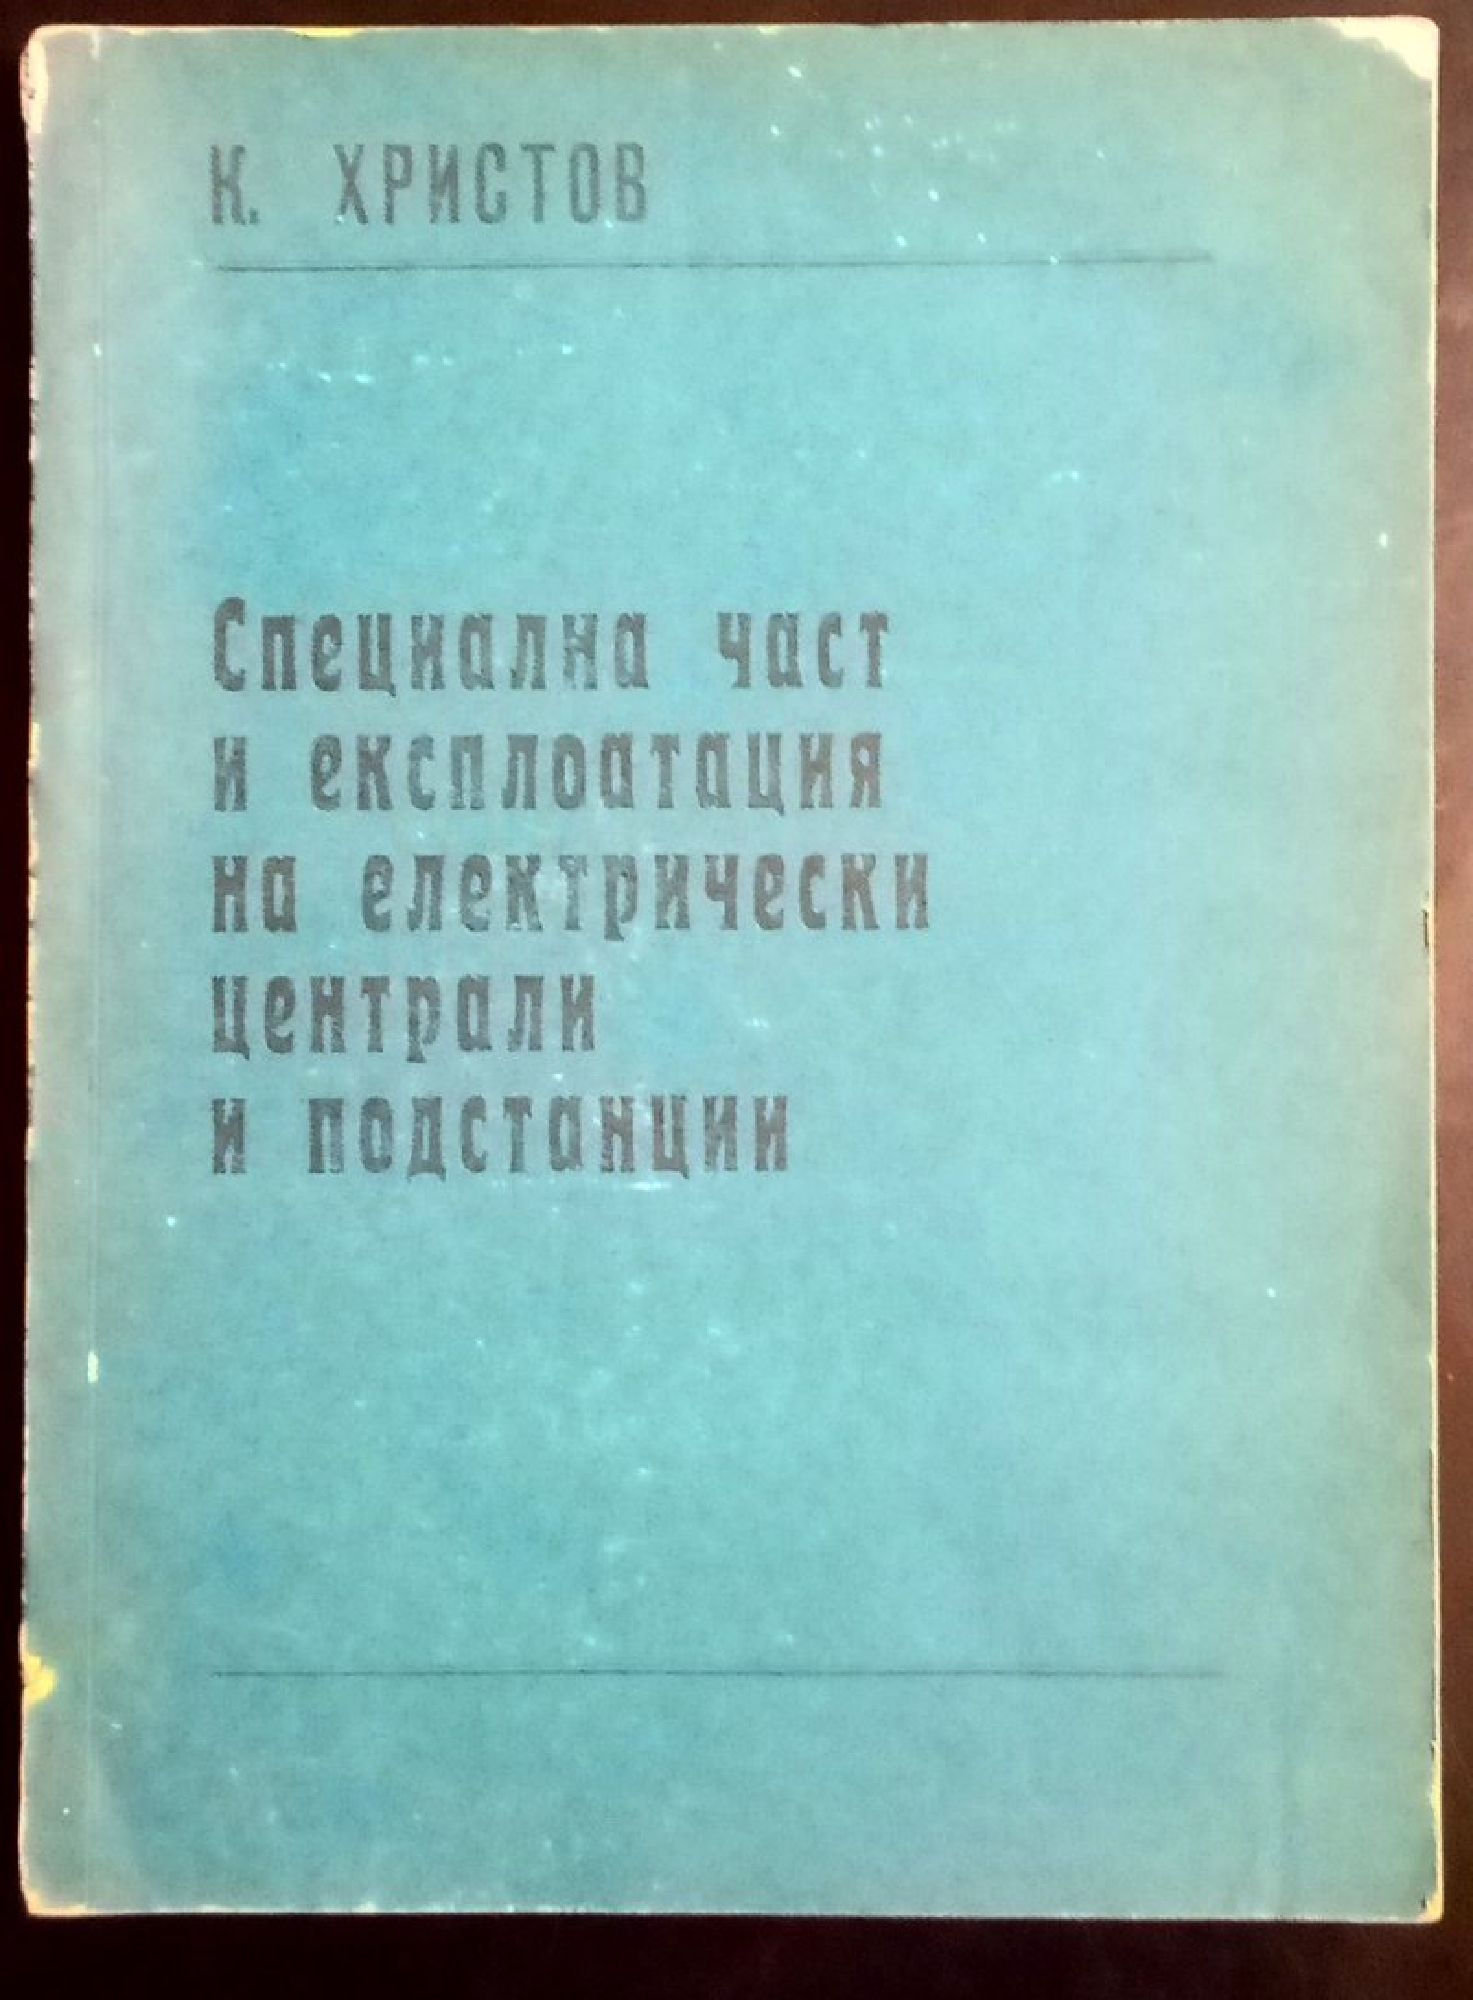 К. ХРИСТОВ
Специална част
и експлоатация
на електрически
централи
и подстанции